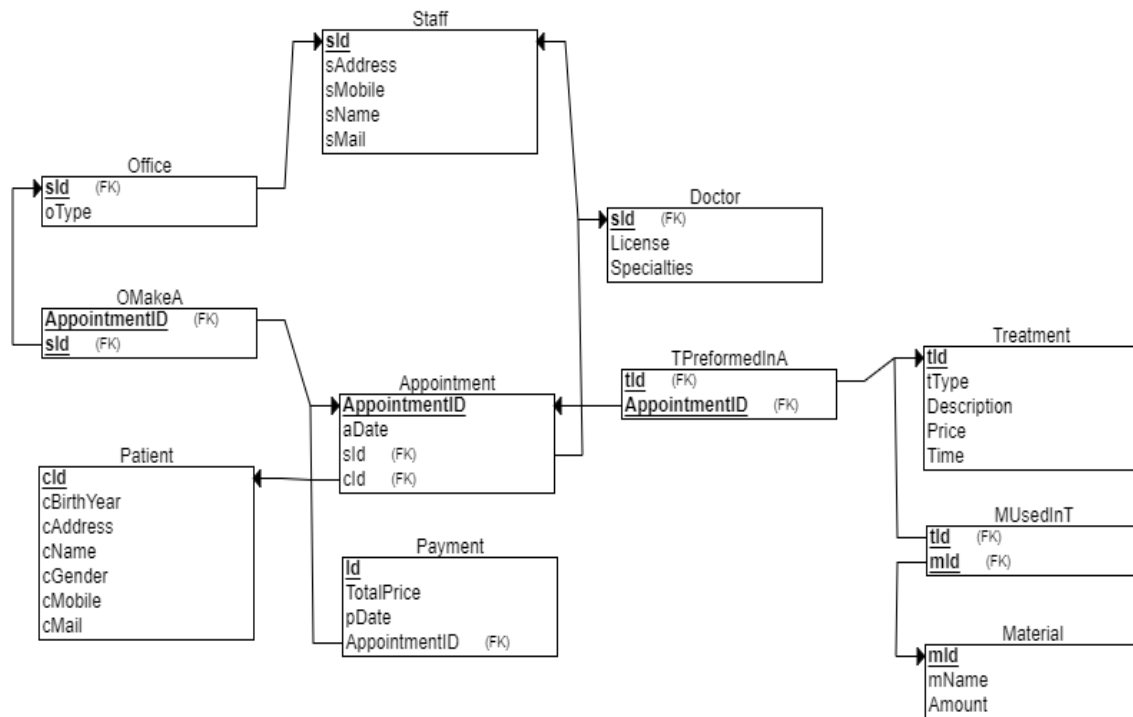 Staff
sId
sAddress
sMobile
sName
sMail
Office
sId (FK)
oType
Doctor
sId (FK)
License
Specialties
OMakeA
AppointmentID (FK)
sId (FK)
Treatment
tId
tType
Description
Price
Time
TPreformedInA
tId (FK)
AppointmentID (FK)
Appointment
AppointmentID
aDate
sId (FK)
cId (FK)
Patient
cId
cBirthYear
cAddress
cName
cGender
cMobile
cMail
MUsedInT
tId (FK)
mId (FK)
Payment
Id
TotalPrice
pDate
AppointmentID (FK)
Material
mId
mName
Amount